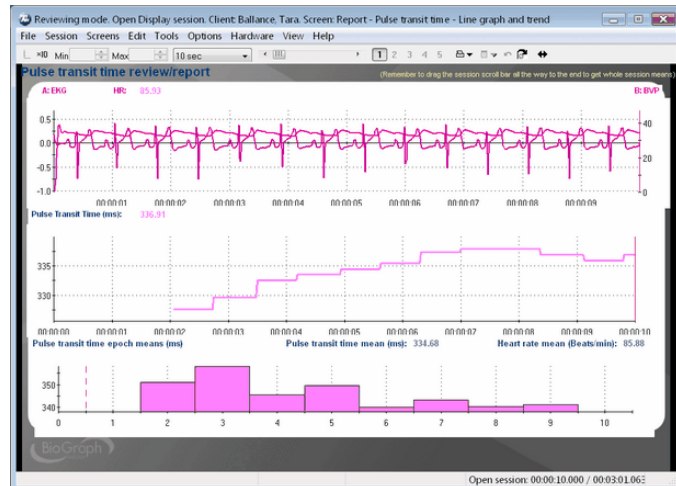 Reviewing mode. Open Display session. Client: Ballance, Tara. Screen: Report - Pulse transit time - Line graph and trend
File Session Screens Edit Tools Options Hardware View Help
×10 Min Max 10 sec 1 2 3 4 5
Pulse transit time review/report (Remember to drag the session scroll bar all the way to the end to get whole session means)
A: EKG HR: 85.93 B: BVP
0.5 40
0.0
-0.5 20
-1.0 0
00:00:01 00:00:02 00:00:03 00:00:04 00:00:05 00:00:06 00:00:07 00:00:08 00:00:09
Pulse Transit Time (ms): 336.91
335
330
00:00:00 00:00:01 00:00:02 00:00:03 00:00:04 00:00:05 00:00:06 00:00:07 00:00:08 00:00:09 00:00:10
Pulse transit time epoch means (ms) Pulse transit time mean (ms): 334.68 Heart rate mean (Beats/min): 85.88
350
340
0 1 2 3 4 5 6 7 8 9 10
BioGraph
Open session: 00:00:10.000 / 00:03:01.063